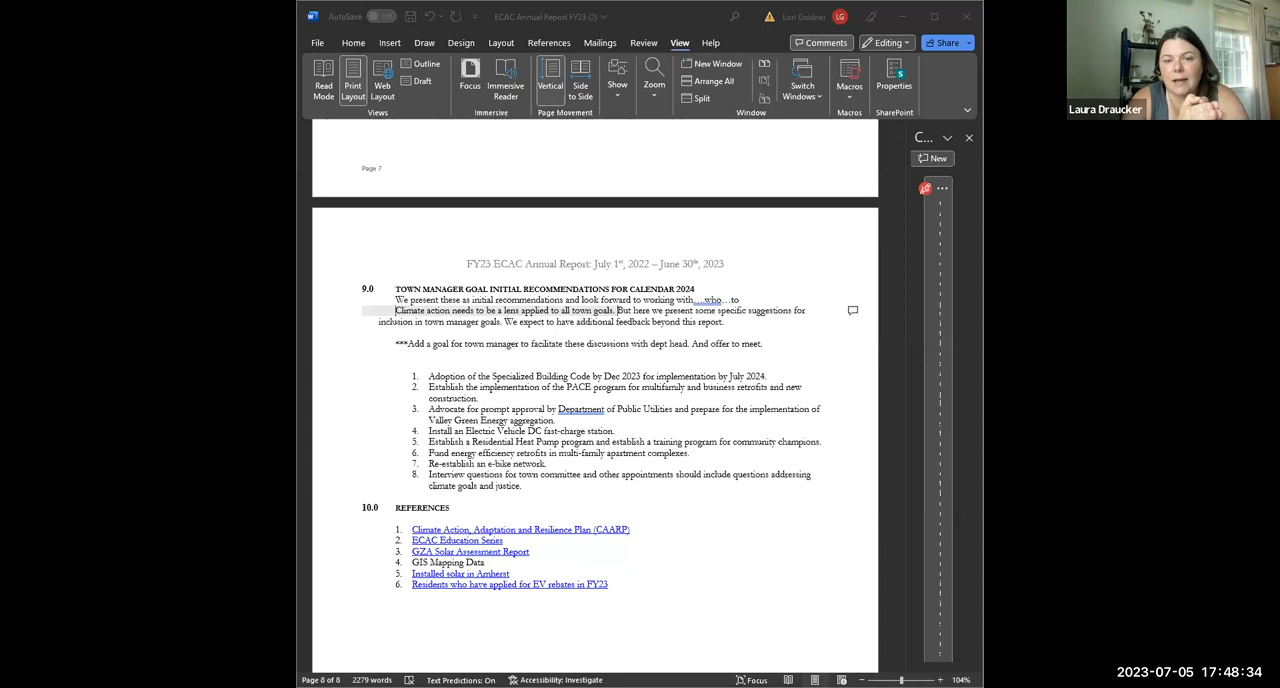 AutoSave Off ECAC Annual Report FY23 (2) Lori Goldner LG
File Home Insert Draw Design Layout References Mailings Review View Help Comments Editing Share
Read Mode Print Layout Web Layout Outline Draft Focus Immersive Reader Vertical Side to Side Show Zoom New Window Arrange All Split Switch Windows Macros Properties
Views Immersive Page Movement Window Macros SharePoint
C...
New
Laura Draucker
Page 7
FY23 ECAC Annual Report: July 1st, 2022 – June 30th, 2023
9.0 TOWN MANAGER GOAL INITIAL RECOMMENDATIONS FOR CALENDAR 2024
We present these as initial recommendations and look forward to working with….who…to
Climate action needs to be a lens applied to all town goals. But here we present some specific suggestions for
inclusion in town manager goals. We expect to have additional feedback beyond this report.
***Add a goal for town manager to facilitate these discussions with dept head. And offer to meet.
1. Adoption of the Specialized Building Code by Dec 2023 for implementation by July 2024.
2. Establish the implementation of the PACE program for multifamily and business retrofits and new
construction.
3. Advocate for prompt approval by Department of Public Utilities and prepare for the implementation of
Valley Green Energy aggregation.
4. Install an Electric Vehicle DC fast-charge station.
5. Establish a Residential Heat Pump program and establish a training program for community champions.
6. Fund energy efficiency retrofits in multi-family apartment complexes.
7. Re-establish an e-bike network.
8. Interview questions for town committee and other appointments should include questions addressing
climate goals and justice.
10.0 REFERENCES
1. Climate Action, Adaptation and Resilience Plan (CAARP)
2. ECAC Education Series
3. GZA Solar Assessment Report
4. GIS Mapping Data
5. Installed solar in Amherst
6. Residents who have applied for EV rebates in FY23
Page 8 of 8 2279 words Text Predictions: On Accessibility: Investigate Focus 104%
2023-07-05 17:48:34